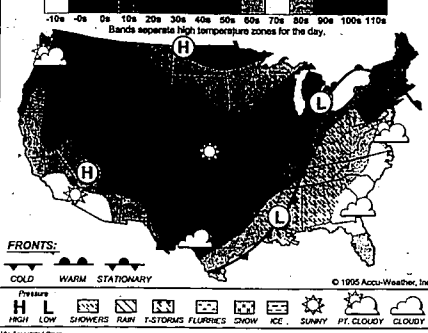 -10s -0s 0s 10s 20s 30s 40s 50s 60s 70s 80s 90s 100s 110s
Bands separate high temperature zones for the day.
H
L
H
L
FRONTS:
COLD WARM STATIONARY
© 1995 Accu-Weather, Inc
Pressure
H L
HIGH LOW SHOWERS RAIN T-STORMS FLURRIES SNOW ICE SUNNY PT. CLOUDY CLOUDY